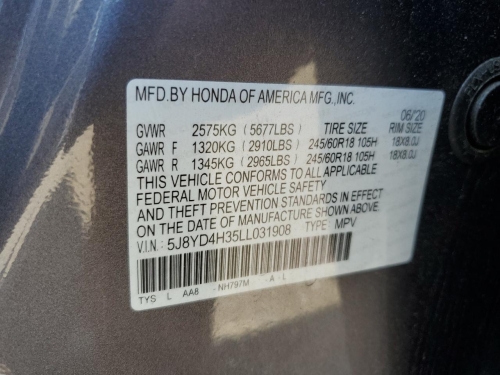 MFD.BY HONDA OF AMERICA MFG.,INC.
06/20
GVWR 2575KG (5677LBS) TIRE SIZE RIM SIZE
GAWR F 1320KG (2910LBS) 245/60R18 105H 18X8.0J
GAWR R 1345KG (2965LBS) 245/60R18 105H 18X8.0J
THIS VEHICLE CONFORMS TO ALL APPLICABLE
FEDERAL MOTOR VEHICLE SAFETY
AND THEFT PREVENTION STANDARDS IN EFFECT
ON THE DATE OF MANUFACTURE SHOWN ABOVE.
V.I.N.: 5J8YD4H35LL031908 TYPE: MPV
TYS L AA8 -NH797M -A -L